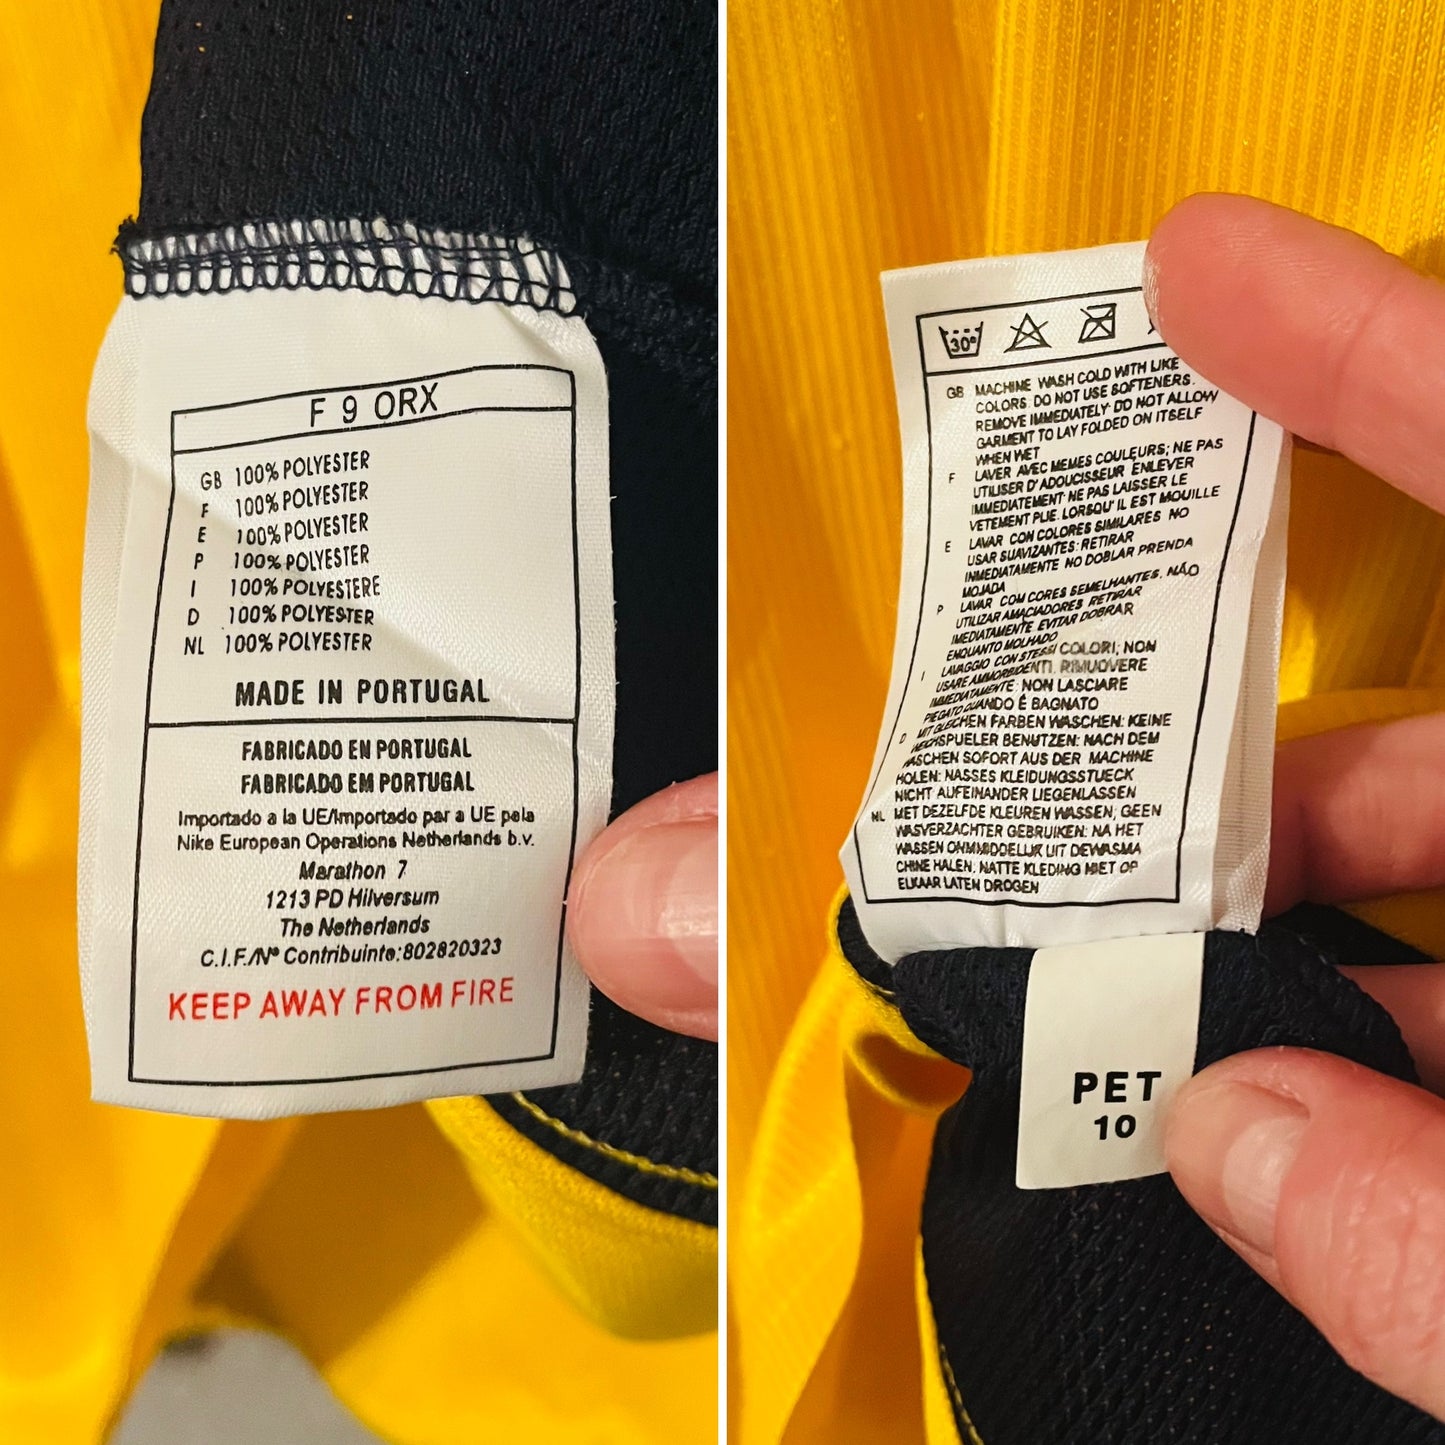 F 9 ORX
GB 100% POLYESTER
F 100% POLYESTER
E 100% POLYESTER
P 100% POLYESTER
I 100% POLYESTERE
D 100% POLYESTER
NL 100% POLYESTER
MADE IN PORTUGAL
FABRICADO EN PORTUGAL
FABRICADO EM PORTUGAL
Importado a la UE/Importado par a UE pela
Nike European Operations Netherlands b.v.
Marathon 7
1213 PD Hilversum
The Netherlands
C.I.F./Nº Contribuinte:802820323
KEEP AWAY FROM FIRE
30°
GB MACHINE WASH COLD WITH LIKE
COLORS. DO NOT USE SOFTENERS.
REMOVE IMMEDIATELY. DO NOT ALLOW
GARMENT TO LAY FOLDED ON ITSELF
WHEN WET
F LAVER AVEC MEMES COULEURS; NE PAS
UTILISER D'ADOUCISSEUR ENLEVER
IMMEDIATEMENT NE PAS LAISSER LE
VETEMENT PLIE. LORSQU'IL EST MOUILLE
E LAVAR CON COLORES SIMILARES NO
USAR SUAVIZANTES: RETIRAR
INMEDIATAMENTE NO DOBLAR PRENDA
MOJADA
P LAVAR COM CORES SEMELHANTES. NÃO
UTILIZAR AMACIADORES RETIRAR
IMEDIATAMENTE EVITAR DOBRAR
ENQUANTO MOLHADO
I LAVAGGIO CON STESSI COLORI; NON
USARE AMMORBIDENTI. RIMUOVERE
IMMEDIATAMENTE: NON LASCIARE
PIEGATO QUANDO É BAGNATO
D MIT GLEICHEN FARBEN WASCHEN: KEINE
WEICHSPUELER BENUTZEN: NACH DEM
WASCHEN SOFORT AUS DER MACHINE
HOLEN: NASSES KLEIDUNGSSTUECK
NICHT AUFEINANDER LIEGENLASSEN
NL MET DEZELFDE KLEUREN WASSEN; GEEN
WASVERZACHTER GEBRUIKEN: NA HET
WASSEN OHMMIDDELIJK UIT DEWASMA
CHINE HALEN. NATTE KLEDING NIET OP
ELKAAR LATEN DROGEN
PET
10